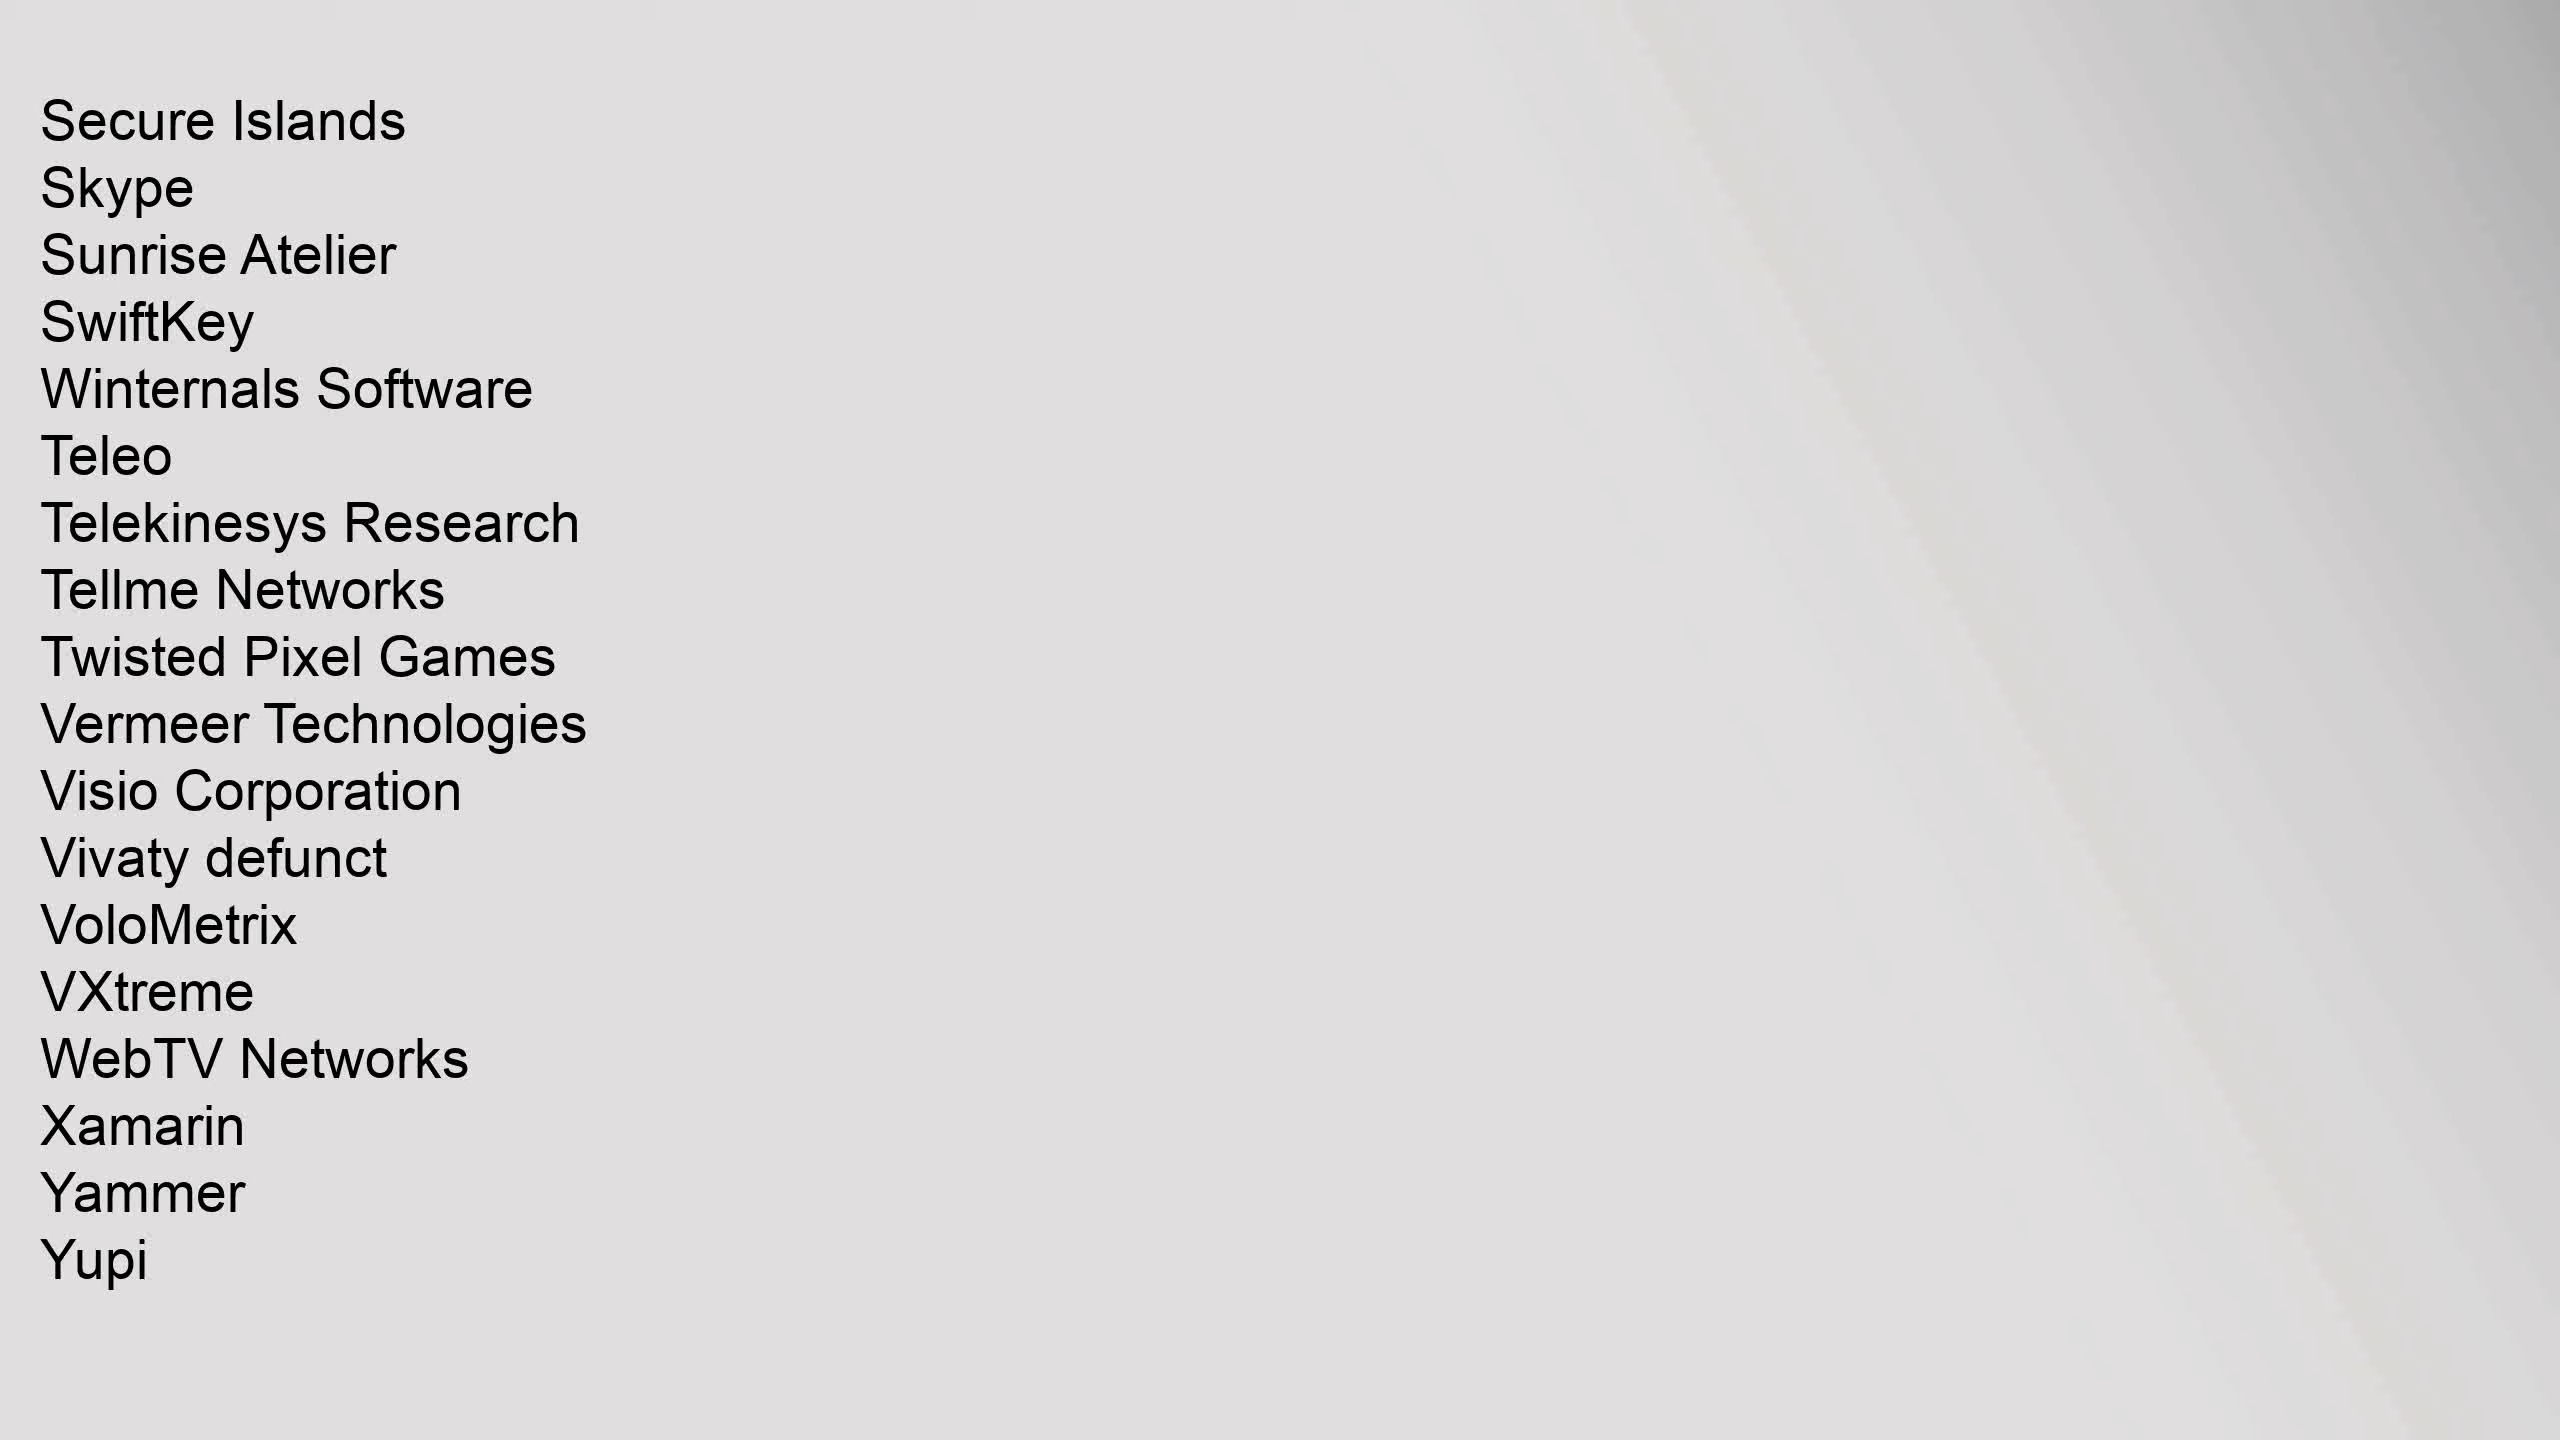 Secure Islands
Skype
Sunrise Atelier
SwiftKey
Winternals Software
Teleo
Telekinesys Research
Tellme Networks
Twisted Pixel Games
Vermeer Technologies
Visio Corporation
Vivaty defunct
VoloMetrix
VXtreme
WebTV Networks
Xamarin
Yammer
Yupi